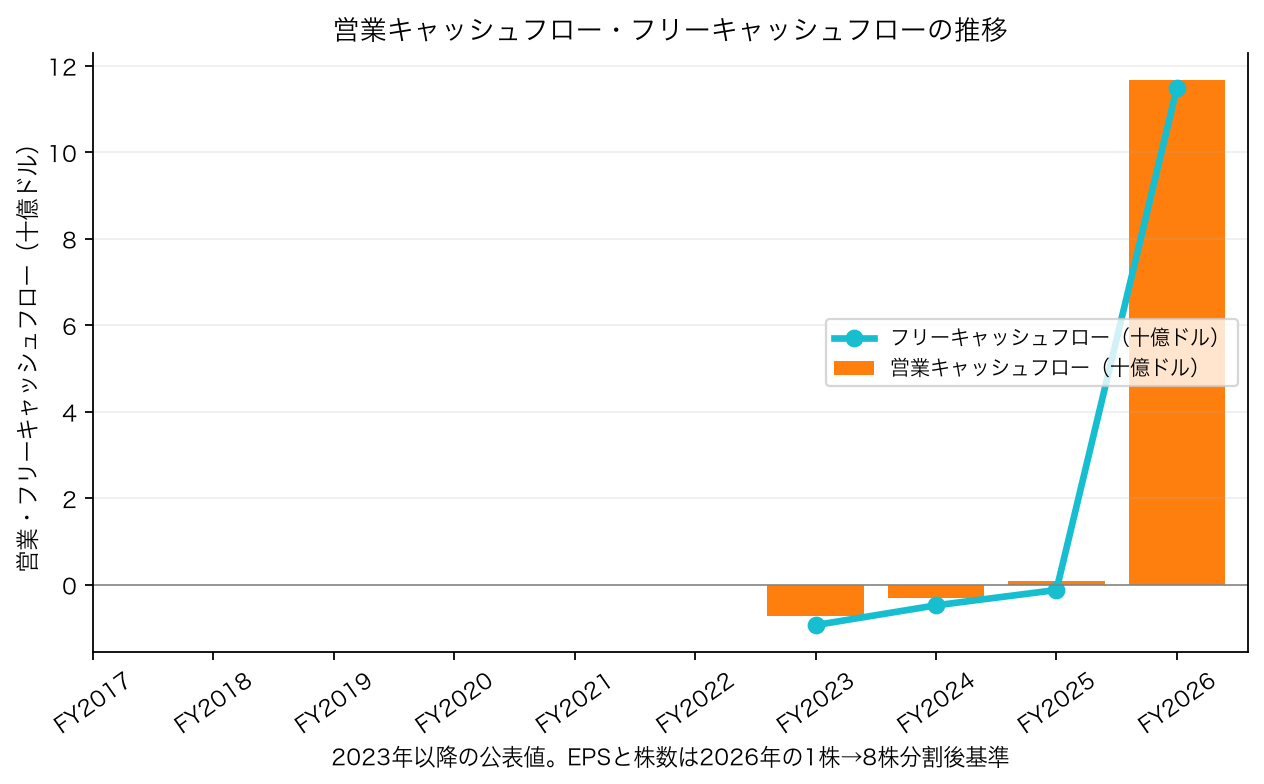 営業キャッシュフロー・フリーキャッシュフローの推移
営業・フリーキャッシュフロー（十億ドル）
12
10
8
6
4
2
0
フリーキャッシュフロー（十億ドル）
営業キャッシュフロー（十億ドル）
FY2017
FY2018
FY2019
FY2020
FY2021
FY2022
FY2023
FY2024
FY2025
FY2026
2023年以降の公表値。EPSと株数は2026年の1株→8株分割後基準